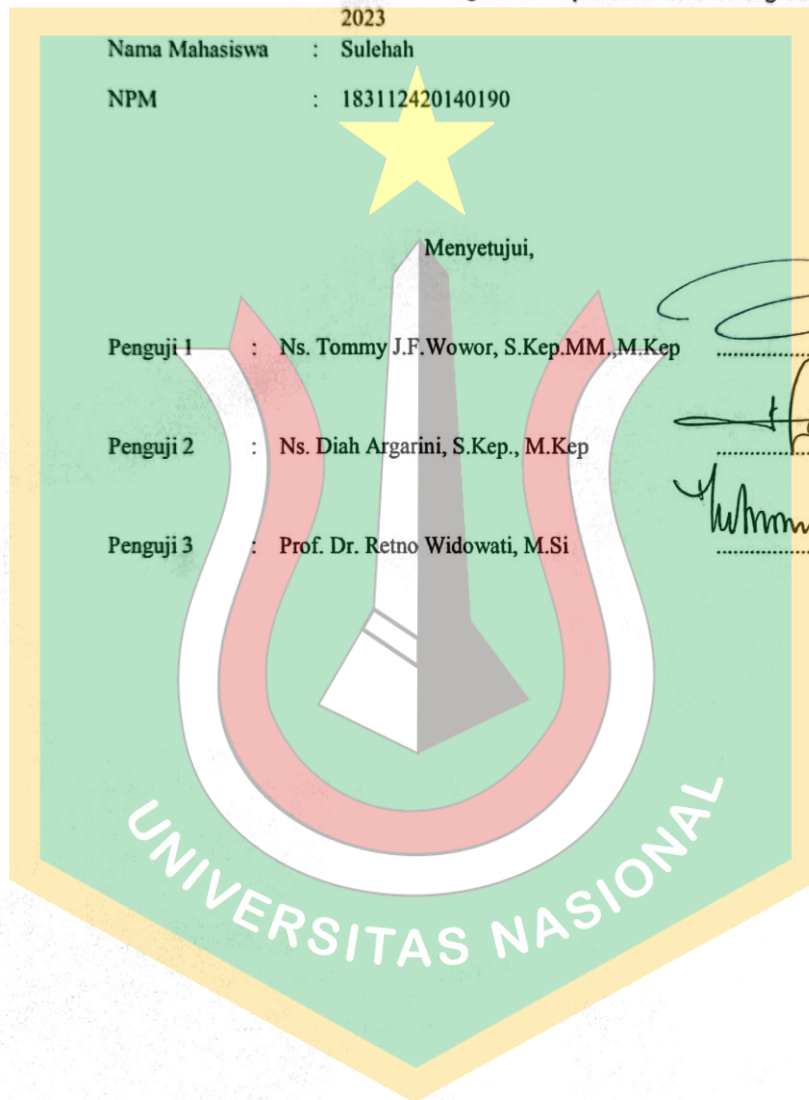 2023
Nama Mahasiswa : Sulehah
NPM : 183112420140190
Menyetujui,
Penguji 1 : Ns. Tommy J.F.Wowor, S.Kep.MM.,M.Kep
Penguji 2 : Ns. Diah Argarini, S.Kep., M.Kep
Penguji 3 : Prof. Dr. Retno Widowati, M.Si
UNIVERSITAS NASIONAL